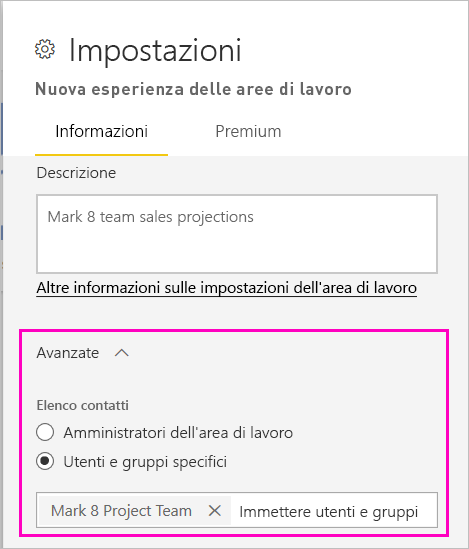 Impostazioni
Nuova esperienza delle aree di lavoro
Informazioni Premium
Descrizione
Mark 8 team sales projections
Altre informazioni sulle impostazioni dell'area di lavoro
Avanzate
Elenco contatti
Amministratori dell'area di lavoro
Utenti e gruppi specifici
Mark 8 Project Team Immettere utenti e gruppi